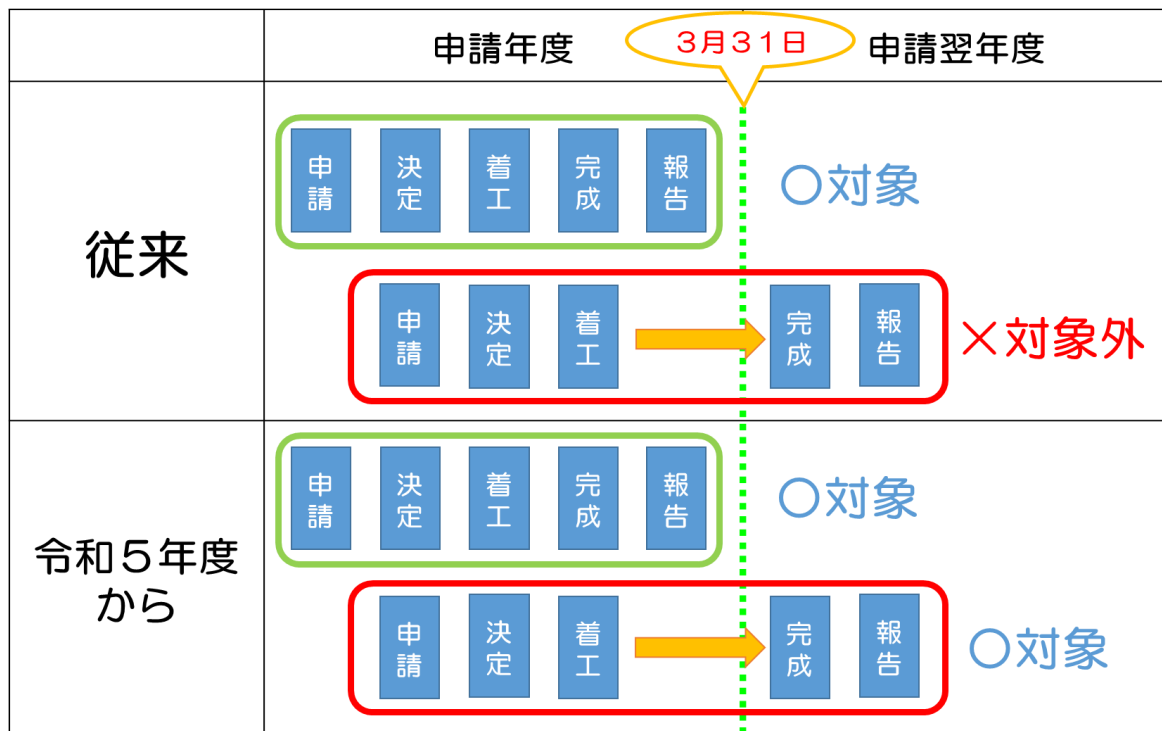 申請年度
3月31日
申請翌年度
従来
申請
決定
着工
完成
報告
〇対象
申請
決定
着工
完成
報告
×対象外
令和5年度
から
申請
決定
着工
完成
報告
〇対象
申請
決定
着工
完成
報告
〇対象